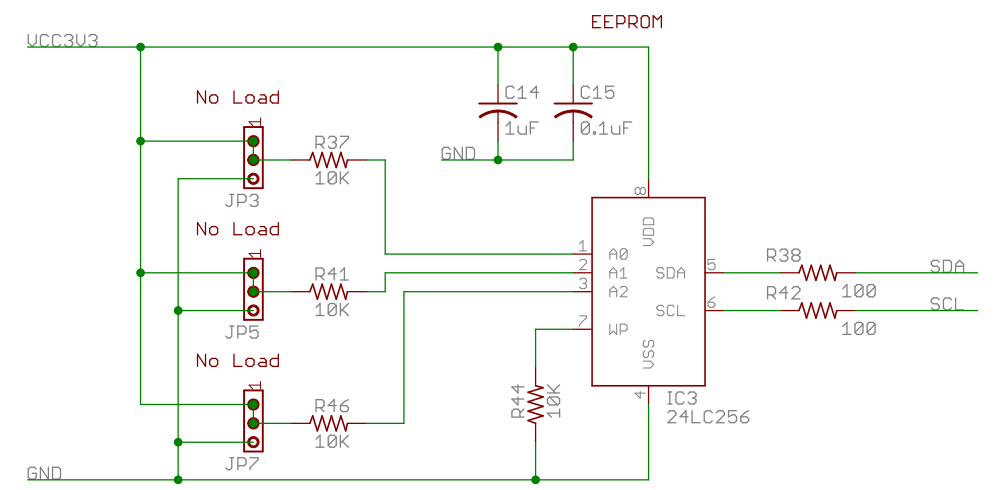 EEPROM
VCC3V3
No Load
1
C14
C15
1uF
0.1uF
R37
GND
10K
JP3
8
No Load
VDD
1
A0
1
2
A1
SDA
5
R38
SDA
R41
3
A2
R42
100
10K
SCL
6
SCL
JP5
7
WP
100
No Load
VSS
1
4
IC3
R46
R44
10K
24LC256
10K
JP7
GND